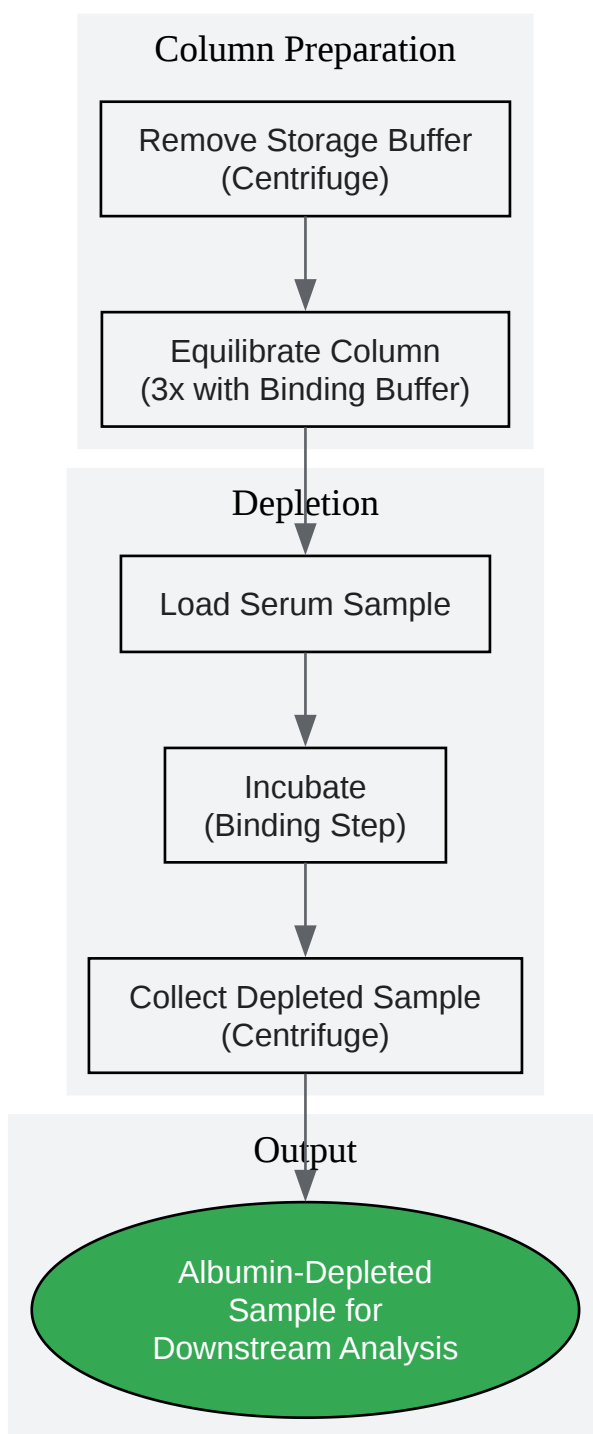 Column Preparation
Remove Storage Buffer
(Centrifuge)
Equilibrate Column
(3x with Binding Buffer)
Depletion
Load Serum Sample
Incubate
(Binding Step)
Collect Depleted Sample
(Centrifuge)
Output
Albumin-Depleted
Sample for
Downstream Analysis